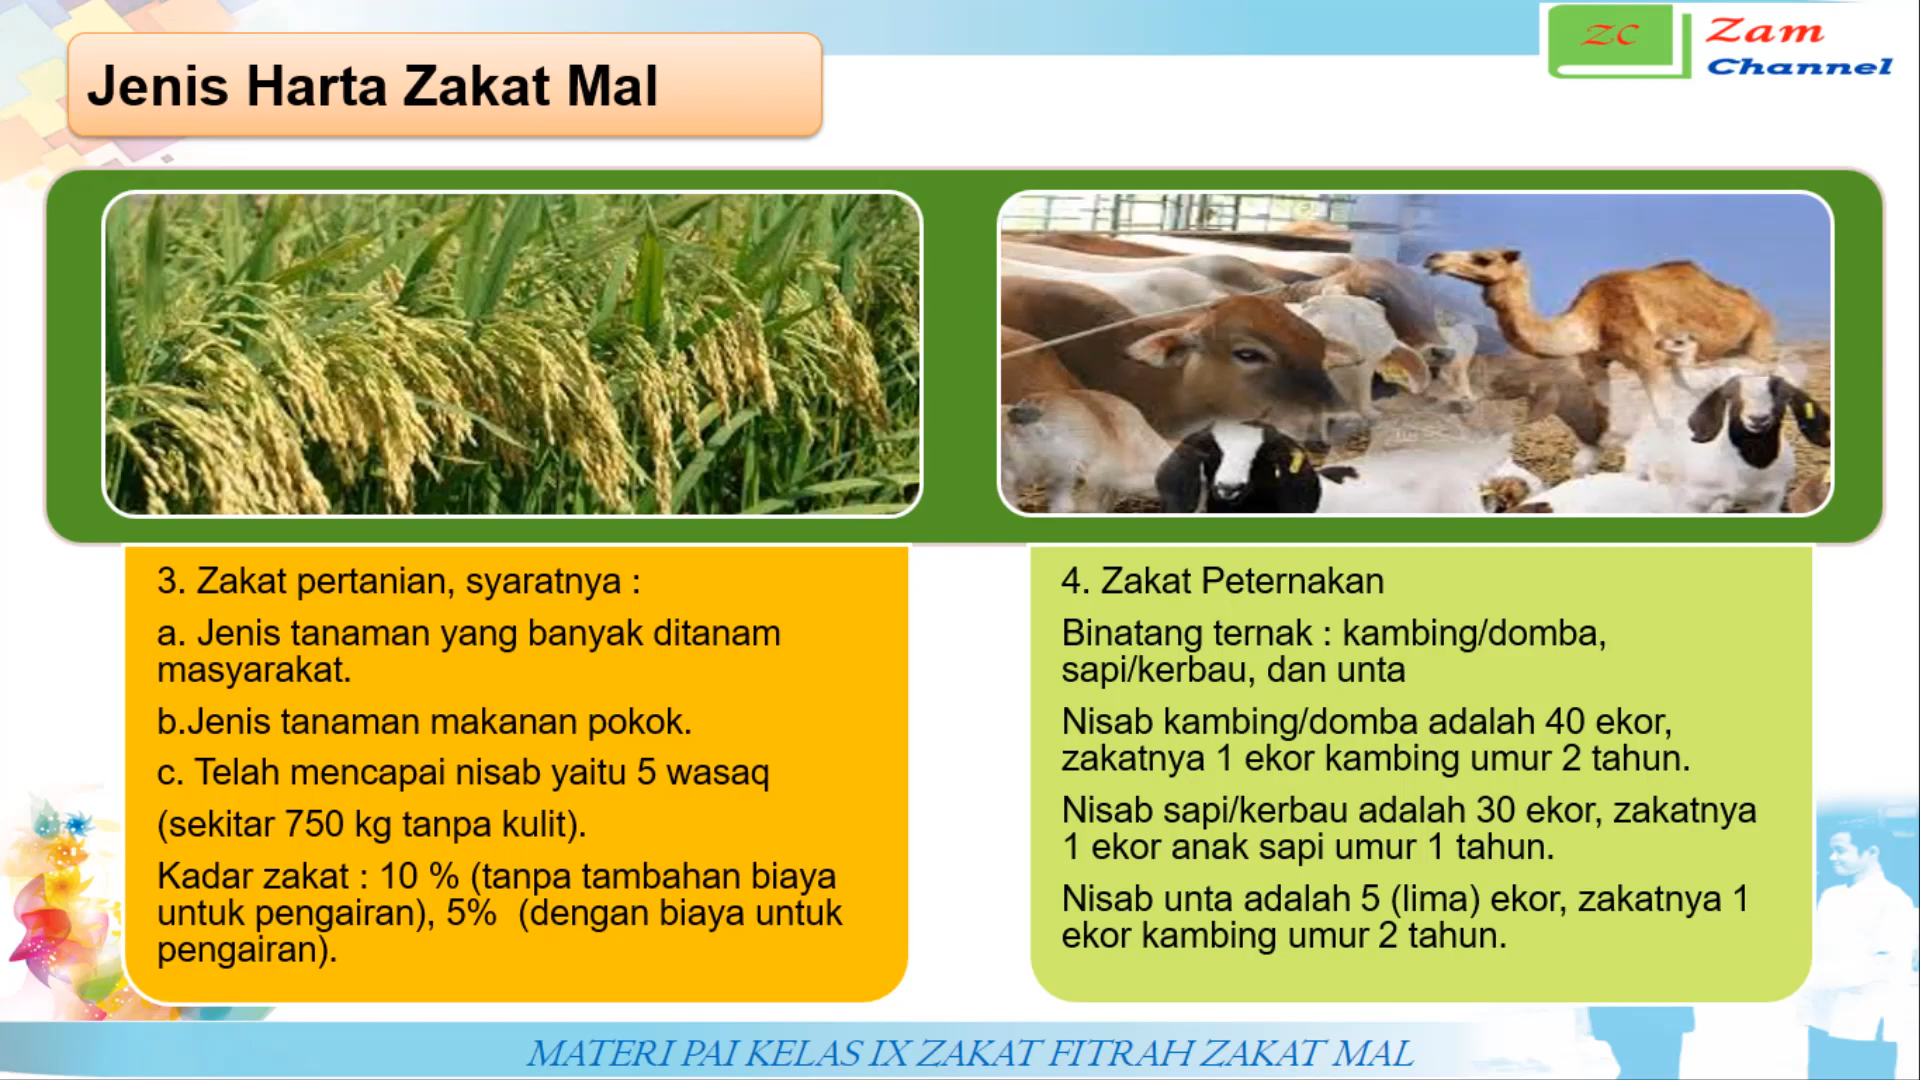 Jenis Harta Zakat Mal
ZC
Zam
Channel
3. Zakat pertanian, syaratnya :
a. Jenis tanaman yang banyak ditanam
masyarakat.
b.Jenis tanaman makanan pokok.
c. Telah mencapai nisab yaitu 5 wasaq
(sekitar 750 kg tanpa kulit).
Kadar zakat : 10 % (tanpa tambahan biaya
untuk pengairan), 5%  (dengan biaya untuk
pengairan).
4. Zakat Peternakan
Binatang ternak : kambing/domba,
sapi/kerbau, dan unta
Nisab kambing/domba adalah 40 ekor,
zakatnya 1 ekor kambing umur 2 tahun.
Nisab sapi/kerbau adalah 30 ekor, zakatnya
1 ekor anak sapi umur 1 tahun.
Nisab unta adalah 5 (lima) ekor, zakatnya 1
ekor kambing umur 2 tahun.
MATERI PAI KELAS IX ZAKAT FITRAH ZAKAT MAL